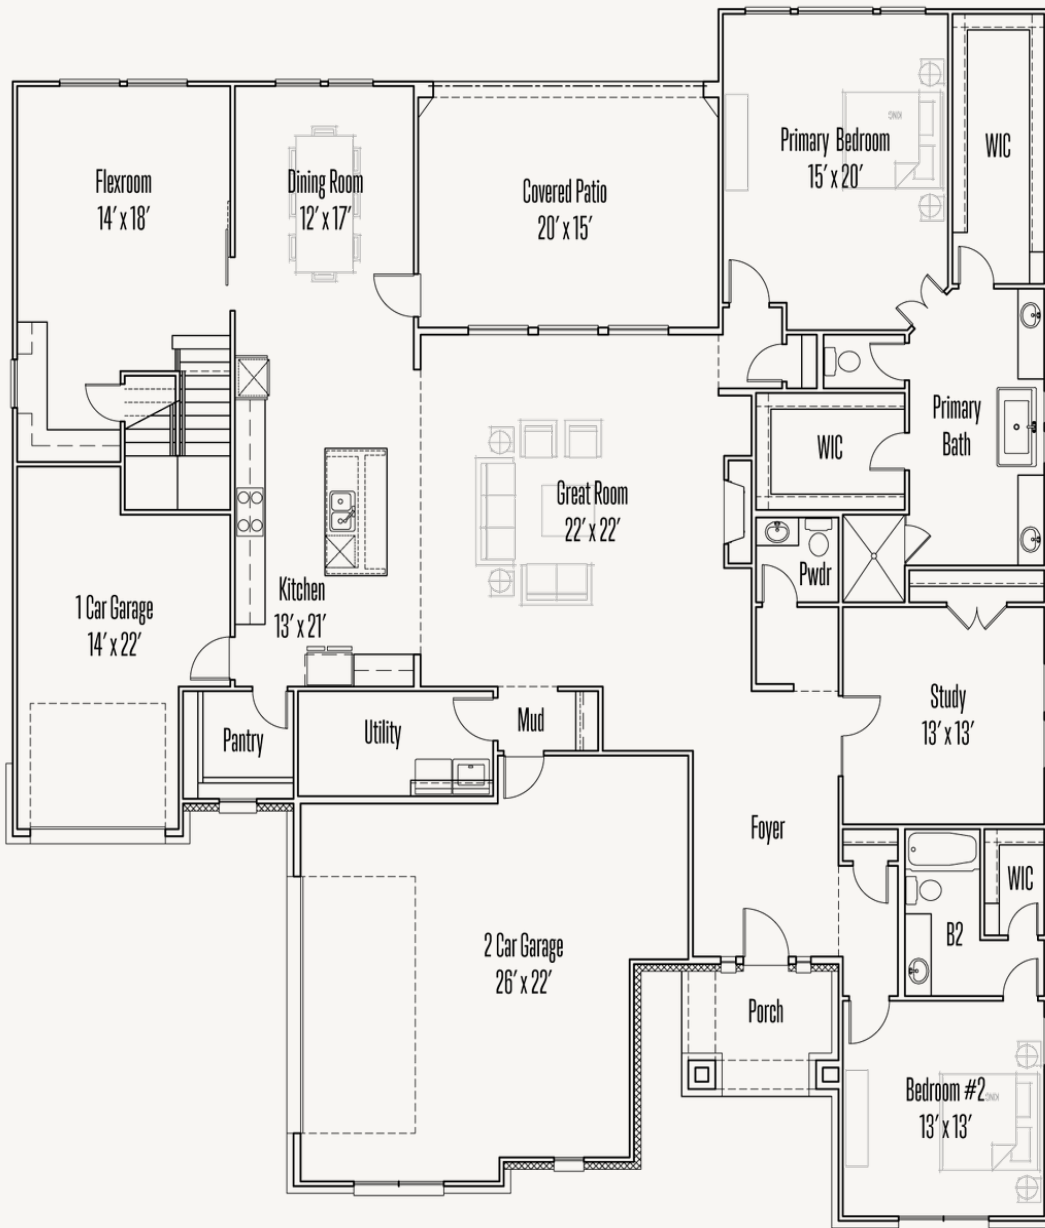 Flexroom
14' x 18'
Dining Room
12' x 17'
Covered Patio
20' x 15'
Primary Bedroom
15' x 20'
KING
WIC
WIC
Primary
Bath
Great Room
22' x 22'
Kitchen
13' x 21'
Pwdr
1 Car Garage
14' x 22'
Study
13' x 13'
Pantry
Utility
Mud
Foyer
WIC
B2
2 Car Garage
26' x 22'
Porch
Bedroom #2
13' x 13'
KING